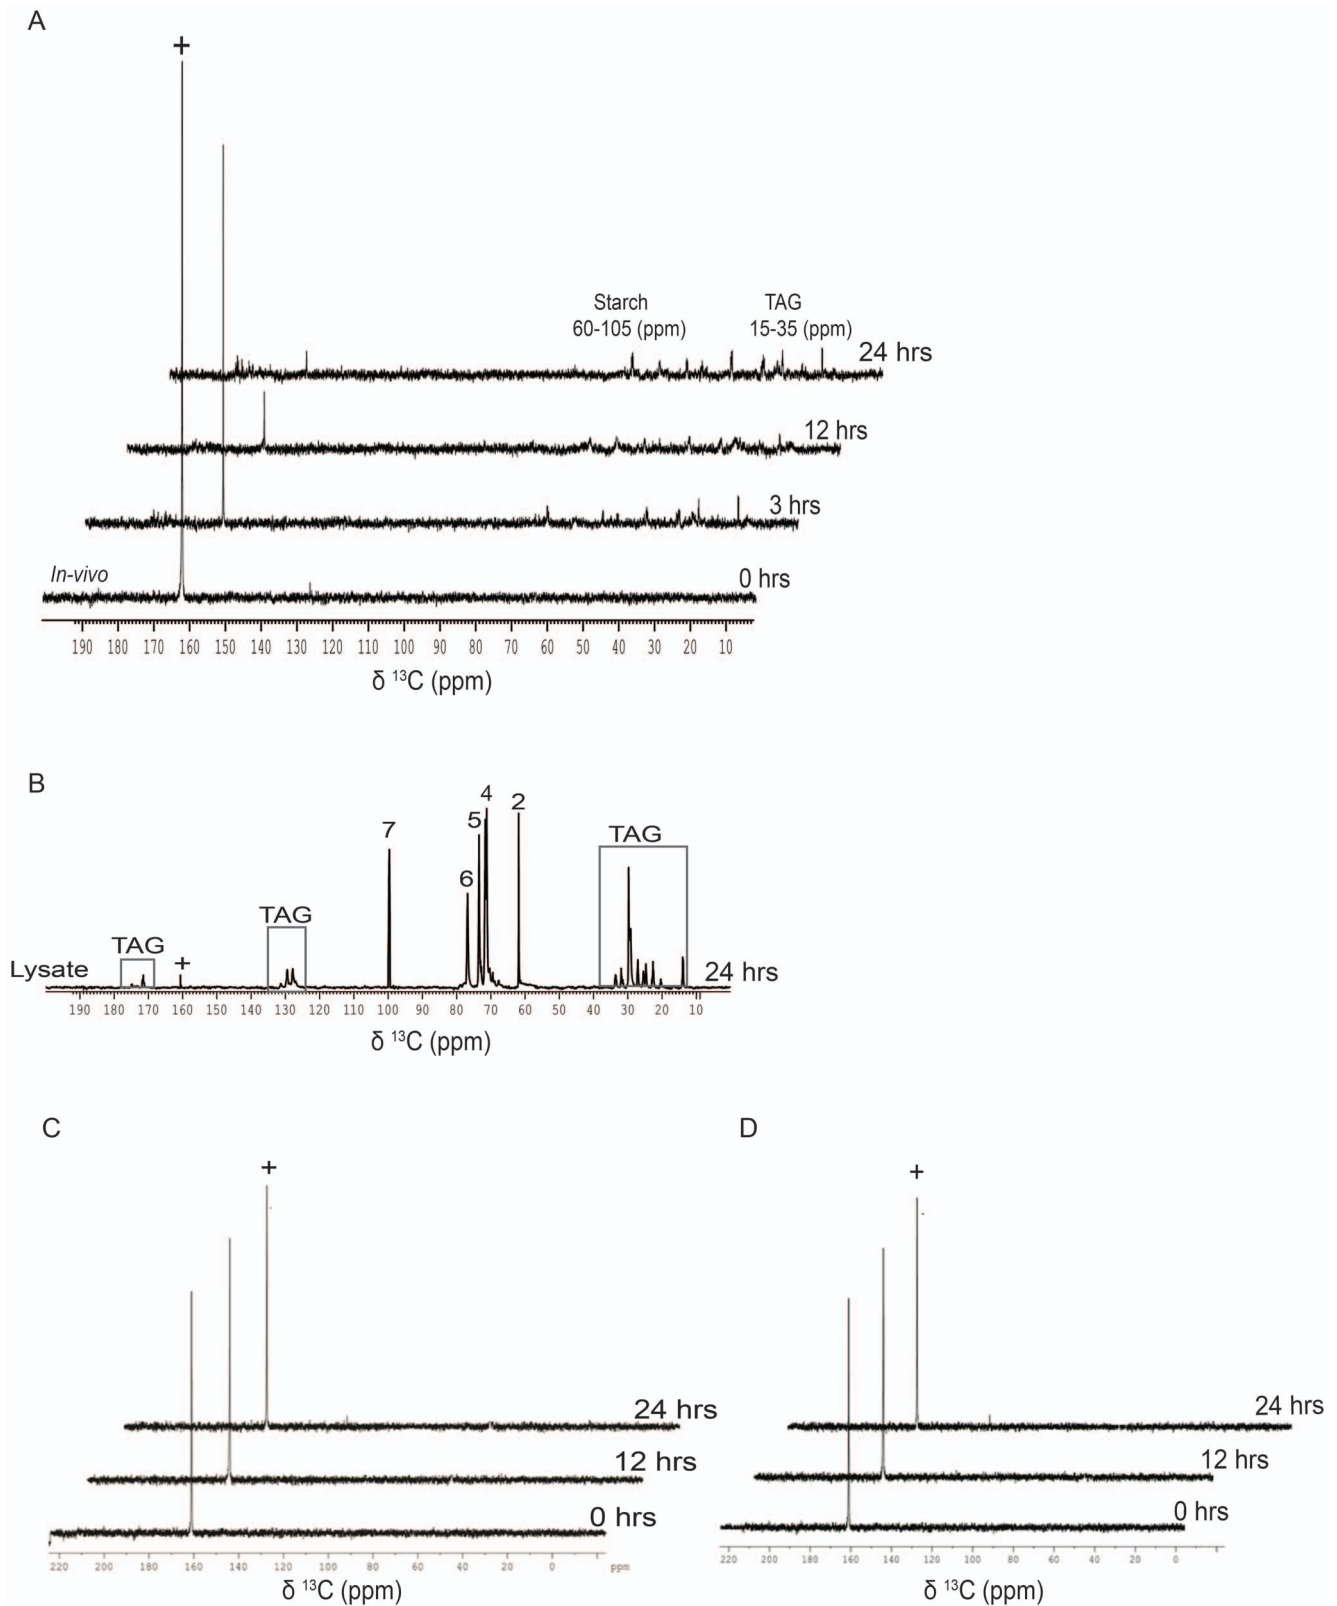 A
+
Starch
60-105 (ppm)
TAG
15-35 (ppm)
24 hrs
12 hrs
3 hrs
In-vivo
0 hrs
190 180 170 160 150 140 130 120 110 100 90 80 70 60 50 40 30 20 10
δ ¹³C (ppm)
B
4
2
5
7
TAG
6
TAG
TAG
+
Lysate
24 hrs
190 180 170 160 150 140 130 120 110 100 90 80 70 60 50 40 30 20 10
δ ¹³C (ppm)
C
+
24 hrs
12 hrs
0 hrs
220 200 180 160 140 120 100 80 60 40 20 0 ppm
δ ¹³C (ppm)
D
+
24 hrs
12 hrs
0 hrs
220 200 180 160 140 120 100 80 60 40 20 0
δ ¹³C (ppm)